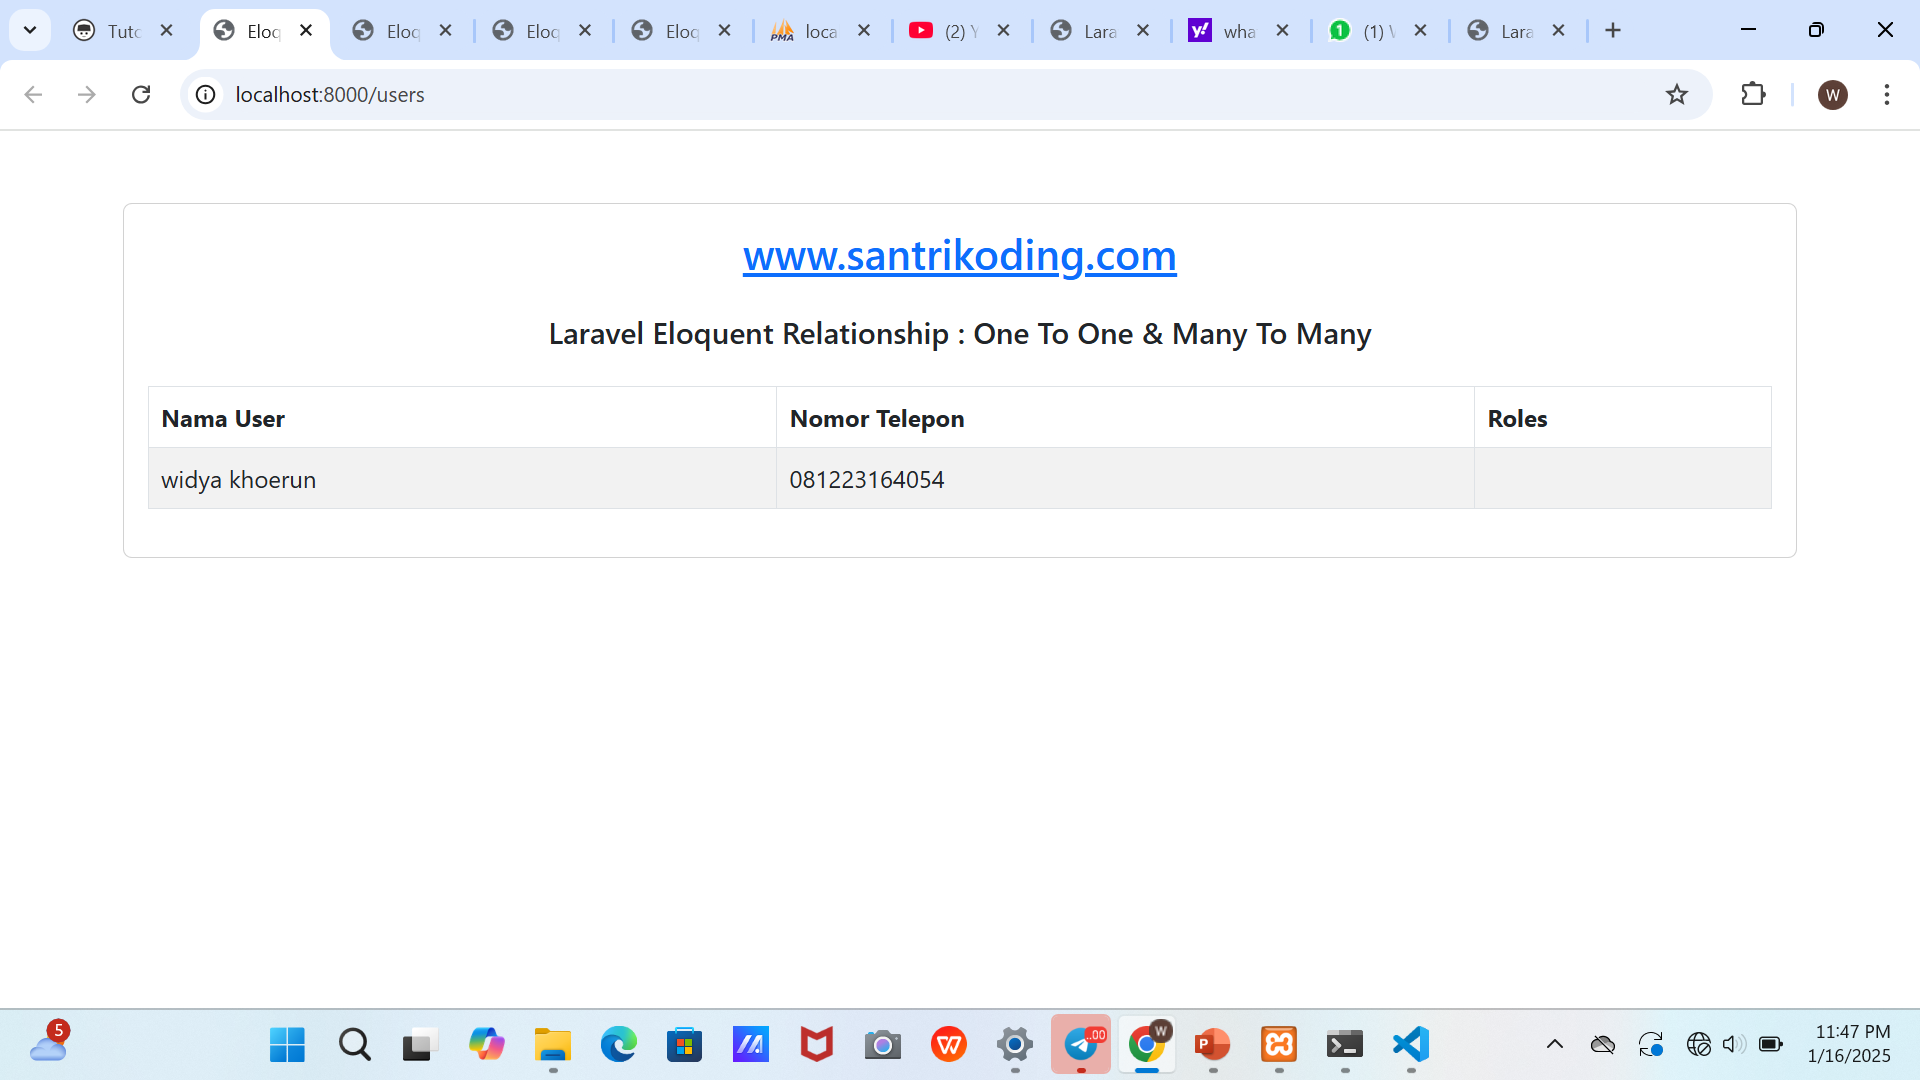 Tuto
Eloq
Eloq
Eloq
Eloq
loca
(2) Y
Lara
wha
(1) W
Lara
localhost:8000/users
W
www.santrikoding.com
Laravel Eloquent Relationship : One To One & Many To Many
Nama User
Nomor Telepon
Roles
widya khoerun
081223164054
5
..00
W
11:47 PM
1/16/2025